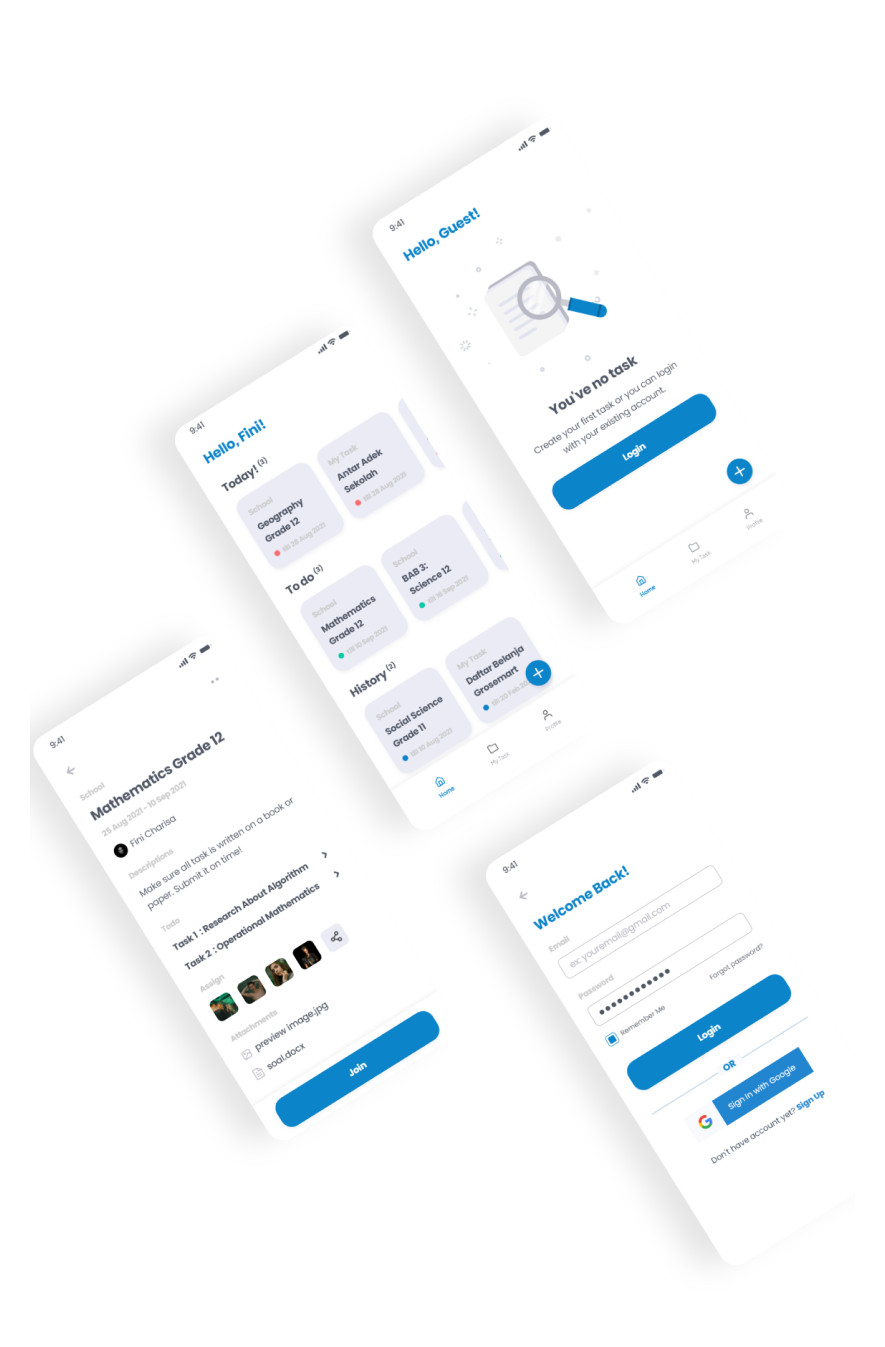 9:41
Hello, Guest!
You've no task
Create your first task or you can login
with your existing account.
Login
Home
My Task
Profile
9:41
Hello, Fini!
Today! (3)
School
Geography
Grade 12
till 28 Aug 2021
My Task
Antar Adek
Sekolah
till 28 Aug 2021
To do (3)
School
Mathematics
Grade 12
till 10 Sep 2021
School
BAB 3:
Science 12
till 16 Sep 2021
History (2)
School
Social Science
Grade 11
till 10 Aug 2021
My Task
Daftar Belanja
Grosemart
till 28 Feb
Home
My Task
Profile
9:41
School
Mathematics Grade 12
25 Aug 2021 - 10 Sep 2021
Fini Charisa
Descriptions
Make sure all task is written on a book or
paper. Submit it on time!
Todo
Task 1 : Research About Algorithm
Task 2 : Operational Mathematics
Assign
Attachments
preview image.jpg
soal.docx
Join
9:41
Welcome Back!
Email
ex: youremail@gmail.com
Password
Remember Me
Forgot password?
Login
OR
Sign In with Google
Don't have account yet? Sign Up